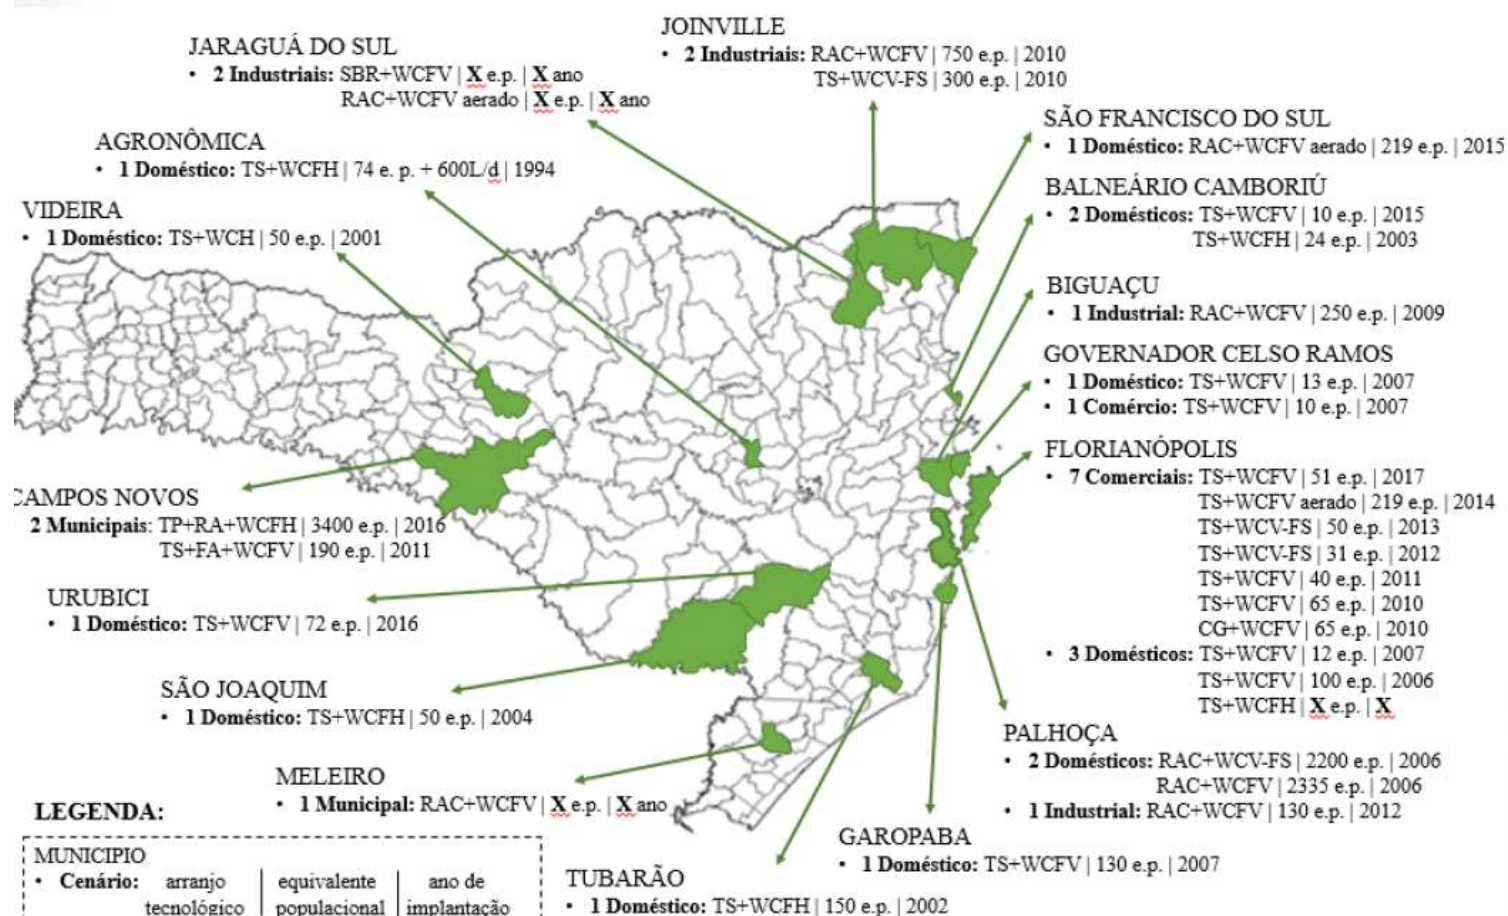 JOINVILLE
• 2 Industriais: RAC+WCFV | 750 e.p. | 2010
TS+WCV-FS | 300 e.p. | 2010
JARAGUÁ DO SUL
• 2 Industriais: SBR+WCFV | X e.p. | X ano
RAC+WCFV aerado | X e.p. | X ano
AGRONÔMICA
• 1 Doméstico: TS+WCFH | 74 e. p. + 600L/d | 1994
VIDEIRA
• 1 Doméstico: TS+WCH | 50 e.p. | 2001
SÃO FRANCISCO DO SUL
• 1 Doméstico: RAC+WCFV aerado | 219 e.p. | 2015
BALNEÁRIO CAMBORIÚ
• 2 Domésticos: TS+WCFV | 10 e.p. | 2015
TS+WCFH | 24 e.p. | 2003
BIGUAÇU
• 1 Industrial: RAC+WCFV | 250 e.p. | 2009
GOVERNADOR CELSO RAMOS
• 1 Doméstico: TS+WCFV | 13 e.p. | 2007
• 1 Comércio: TS+WCFV | 10 e.p. | 2007
FLORIANÓPOLIS
• 7 Comerciais: TS+WCFV | 51 e.p. | 2017
TS+WCFV aerado | 219 e.p. | 2014
TS+WCV-FS | 50 e.p. | 2013
TS+WCV-FS | 31 e.p. | 2012
TS+WCFV | 40 e.p. | 2011
TS+WCFV | 65 e.p. | 2010
CG+WCFV | 65 e.p. | 2010
• 3 Domésticos: TS+WCFV | 12 e.p. | 2007
TS+WCFV | 100 e.p. | 2006
TS+WCFH | X e.p. | X
CAMPOS NOVOS
2 Municipais: TP+RA+WCFH | 3400 e.p. | 2016
TS+FA+WCFV | 190 e.p. | 2011
URUBICI
• 1 Doméstico: TS+WCFV | 72 e.p. | 2016
SÃO JOAQUIM
• 1 Doméstico: TS+WCFH | 50 e.p. | 2004
MELEIRO
• 1 Municipal: RAC+WCFV | X e.p. | X ano
PALHOÇA
• 2 Domésticos: RAC+WCV-FS | 2200 e.p. | 2006
RAC+WCFV | 2335 e.p. | 2006
• 1 Industrial: RAC+WCFV | 130 e.p. | 2012
GAROPABA
• 1 Doméstico: TS+WCFV | 130 e.p. | 2007
TUBARÃO
• 1 Doméstico: TS+WCFH | 150 e.p. | 2002
LEGENDA:
MUNICIPIO
• Cenário: arranjo | equivalente | ano de
tecnológico | populacional | implantação